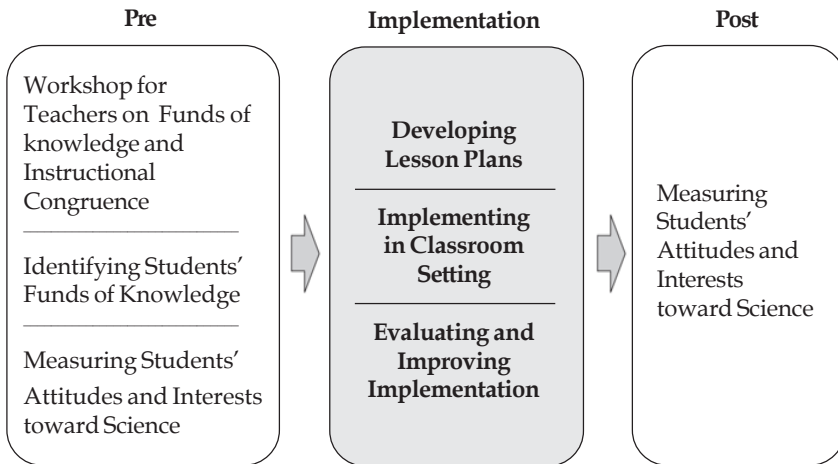 Pre
Workshop for
Teachers on Funds of
knowledge and
Instructional
Congruence
Identifying Students'
Funds of Knowledge
Measuring Students'
Attitudes and Interests
toward Science
Implementation
Developing
Lesson Plans
Implementing
in Classroom
Setting
Evaluating and
Improving
Implementation
Post
Measuring
Students'
Attitudes and
Interests
toward Science